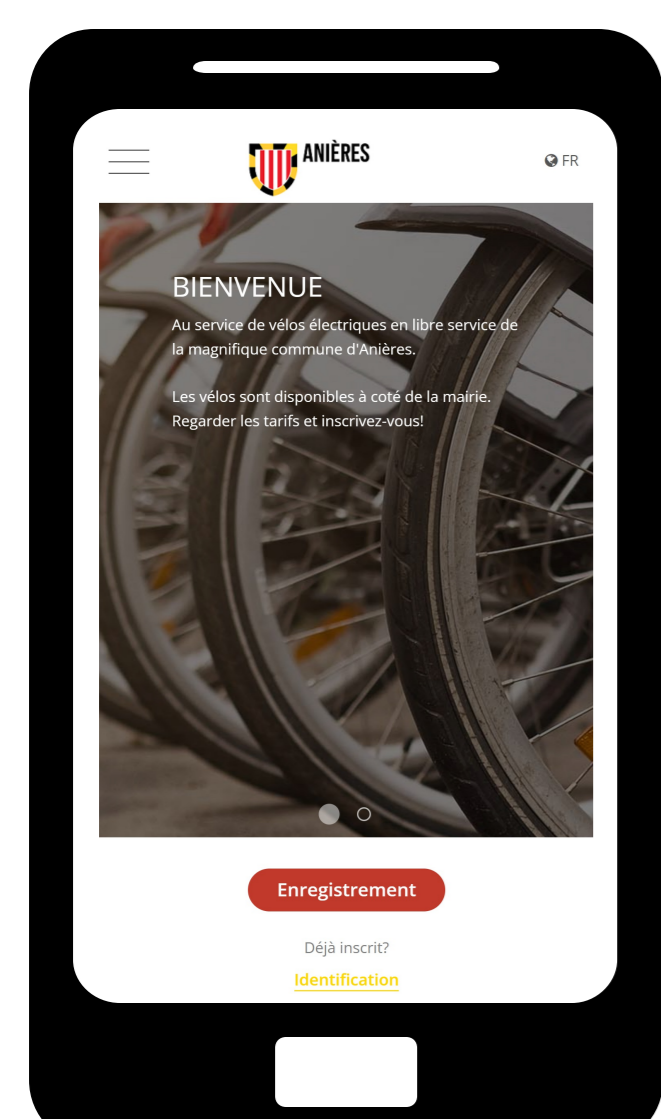 ANIÈRES
FR
BIENVENUE
Au service de vélos électriques en libre service de
la magnifique commune d'Anières.
Les vélos sont disponibles à coté de la mairie.
Regarder les tarifs et inscrivez-vous!
Enregistrement
Déjà inscrit?
Identification